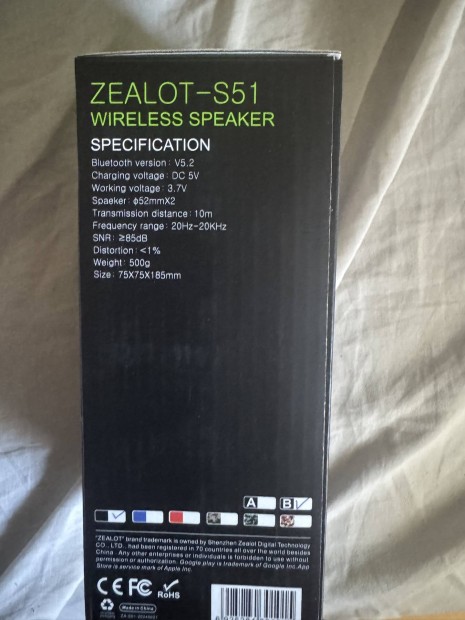 ZEALOT-S51
WIRELESS SPEAKER
SPECIFICATION
Bluetooth version : V5.2
Charging voltage : DC 5V
Working voltage : 3.7V
Spaeker: ϕ52mmX2
Transmission distance : 10m
Frequency range : 20Hz-20KHz
SNR: ≥85dB
Distortion : <1%
Weight: 500g
Size : 75X75X185mm
A B
"ZEALOT" brand trademark is owned by Shenzhen Zealot Digital Technology
CO., LTD., had been registered in 70 countries all over the world besides
China. Any other enterprises or individuals is forbidden to use without
permission or authorization. Google play is trademark of Google Inc. App
Store is service mark of Apple Inc.
CE FC RoHS
Made in China